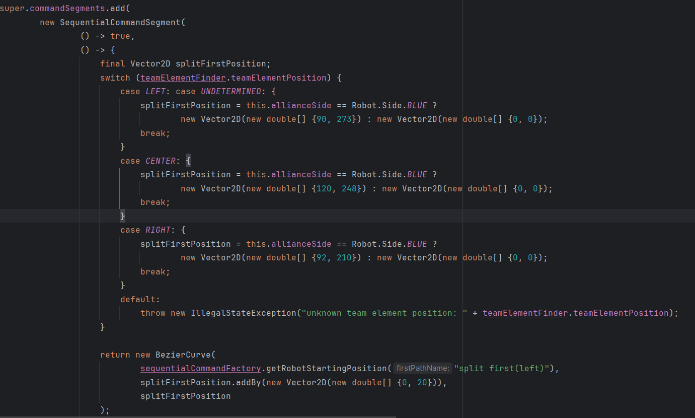 super.commandSegments.add(
new SequentialCommandSegment(
() -> true,
() -> {
final Vector2D splitFirstPosition;
switch (teamElementFinder.teamElementPosition) {
case LEFT: case UNDETERMINED: {
splitFirstPosition = this.allianceSide == Robot.Side.BLUE ?
new Vector2D(new double[] {90, 273}) : new Vector2D(new double[] {0, 0});
break;
}
case CENTER: {
splitFirstPosition = this.allianceSide == Robot.Side.BLUE ?
new Vector2D(new double[] {120, 248}) : new Vector2D(new double[] {0, 0});
break;
}
case RIGHT: {
splitFirstPosition = this.allianceSide == Robot.Side.BLUE ?
new Vector2D(new double[] {92, 210}) : new Vector2D(new double[] {0, 0});
break;
}
default:
throw new IllegalStateException("unknown team element position: " + teamElementFinder.teamElementPosition);
}
return new BezierCurve(
sequentialCommandFactory.getRobotStartingPosition( firstPathName: "split first(left)"),
splitFirstPosition.addBy(new Vector2D(new double[] {0, 20})),
splitFirstPosition
);